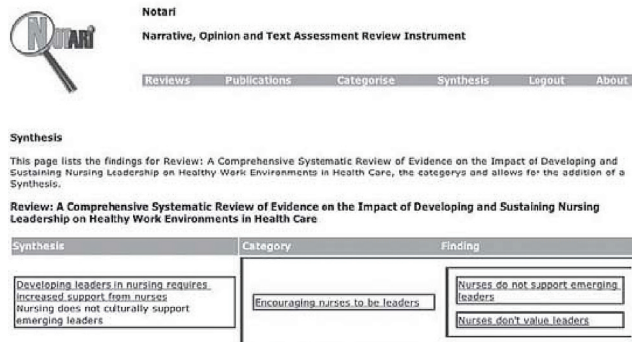 NOTARI
Notari
Narrative, Opinion and Text Assessment Review Instrument
Reviews Publications Categorise Synthesis Logout About
Synthesis
This page lists the findings for Review: A Comprehensive Systematic Review of Evidence on the Impact of Developing and
Sustaining Nursing Leadership on Healthy Work Environments in Health Care, the categorys and allows for the addition of a
Synthesis.
Review: A Comprehensive Systematic Review of Evidence on the Impact of Developing and Sustaining Nursing
Leadership on Healthy Work Environments in Health Care
Synthesis Category Finding
Developing leaders in nursing requires
increased support from nurses
Nursing does not culturally support
emerging leaders
Encouraging nurses to be leaders
Nurses do not support emerging
leaders
Nurses don't value leaders